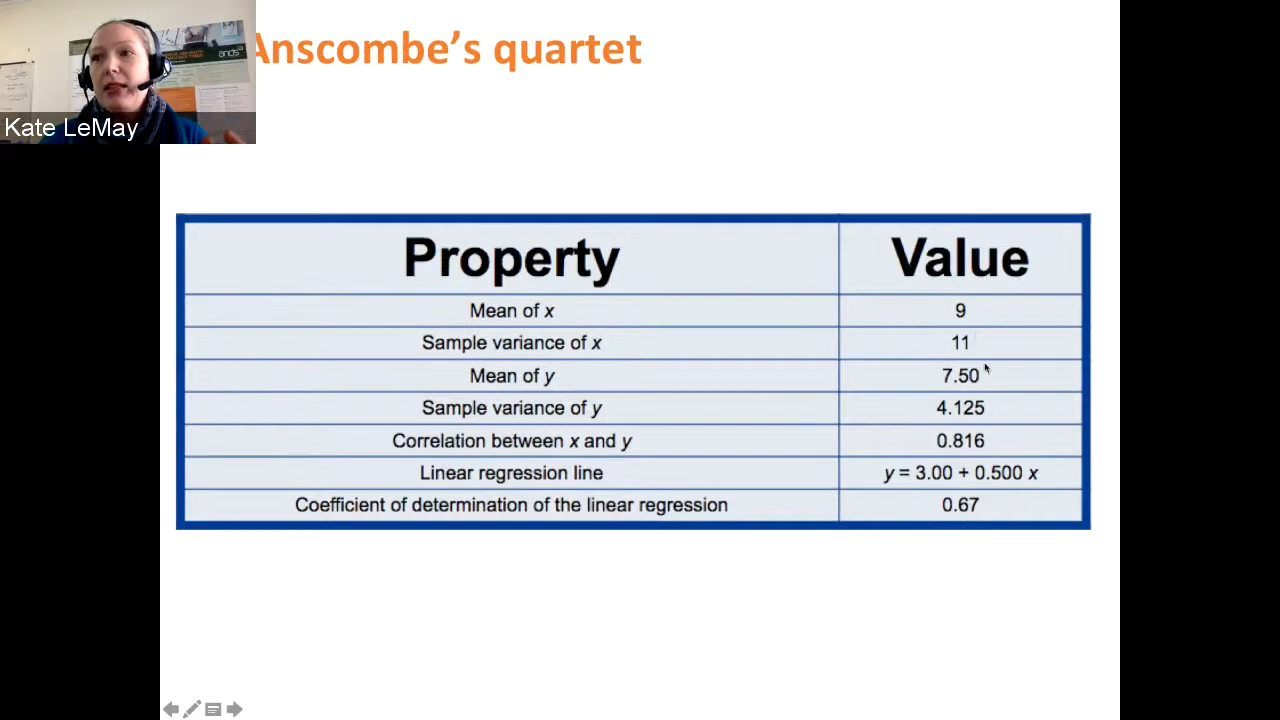 Anscombe's quartet
ands
Kate LeMay
Property Value
Mean of x 9
Sample variance of x 11
Mean of y 7.50
Sample variance of y 4.125
Correlation between x and y 0.816
Linear regression line y = 3.00 + 0.500 x
Coefficient of determination of the linear regression 0.67